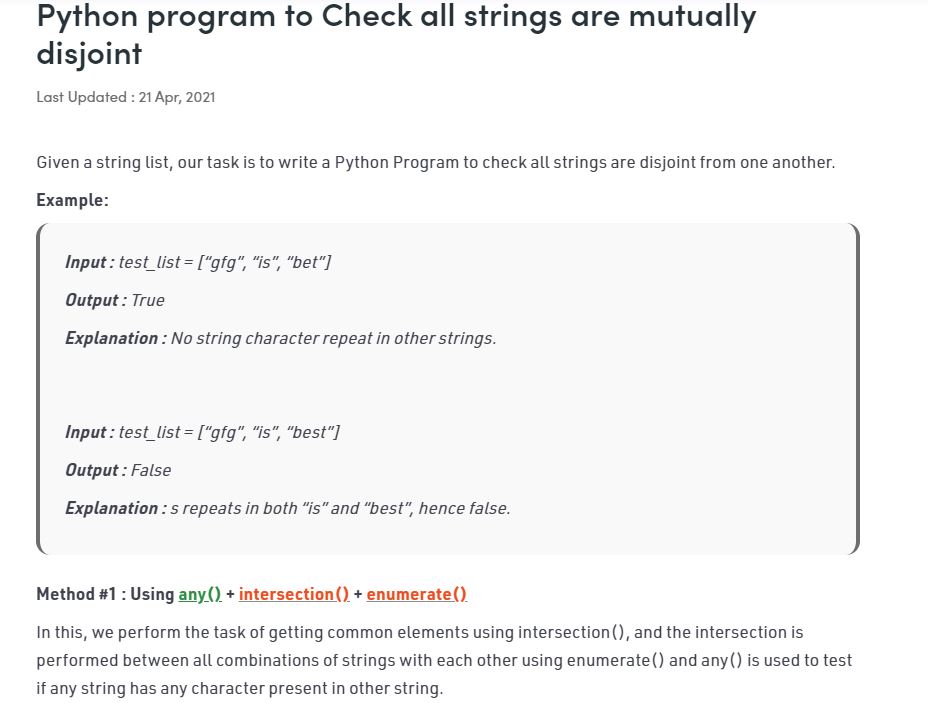 Python program to Check all strings are mutually
disjoint
Last Updated : 21 Apr, 2021
Given a string list, our task is to write a Python Program to check all strings are disjoint from one another.
Example:
Input : test_list = [“gfg”, “is”, “bet”]
Output : True
Explanation : No string character repeat in other strings.
Input : test_list = [“gfg”, “is”, “best”]
Output : False
Explanation : s repeats in both “is” and “best”, hence false.
Method #1 : Using any() + intersection() + enumerate()
In this, we perform the task of getting common elements using intersection(), and the intersection is
performed between all combinations of strings with each other using enumerate() and any() is used to test
if any string has any character present in other string.